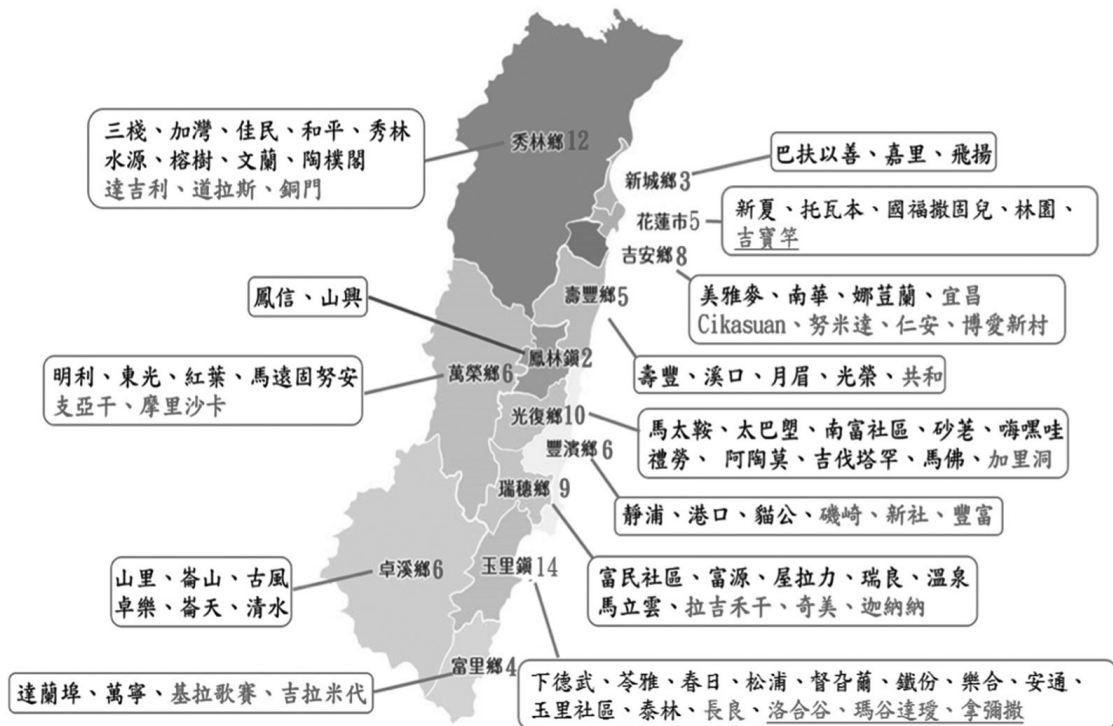 三棧、加灣、佳民、和平、秀林
水源、榕樹、文蘭、陶樸閣
達吉利、道拉斯、銅門
秀林鄉12
巴扶以善、嘉里、飛揚
新城鄉3
新夏、托瓦本、國福撒固兒、林園、
吉寶竿
花蓮市5
吉安鄉8
美雅麥、南華、娜荳蘭、宜昌
Cikasuan、努米達、仁安、博愛新村
鳳信、山興
壽豐鄉5
鳳林鎮2
壽豐、溪口、月眉、光榮、共和
明利、東光、紅葉、馬遠固努安
支亞干、摩里沙卡
萬榮鄉6
光復鄉10
馬太鞍、太巴塱、南富社區、砂荖、嗨嘿哇
禮勞、阿陶莫、吉伐塔罕、馬佛、加里洞
豐濱鄉6
靜浦、港口、貓公、磯崎、新社、豐富
瑞穗鄉9
富民社區、富源、屋拉力、瑞良、溫泉
馬立雲、拉吉禾干、奇美、迦納納
山里、崙山、古風
卓樂、崙天、清水
卓溪鄉6
玉里鎮14
下德武、苓雅、春日、松浦、督旮爾、鐵份、樂合、安通、
玉里社區、泰林、長良、洛合谷、瑪谷達璦、拿彌撒
富里鄉4
達蘭埠、萬寧、基拉歌賽、吉拉米代